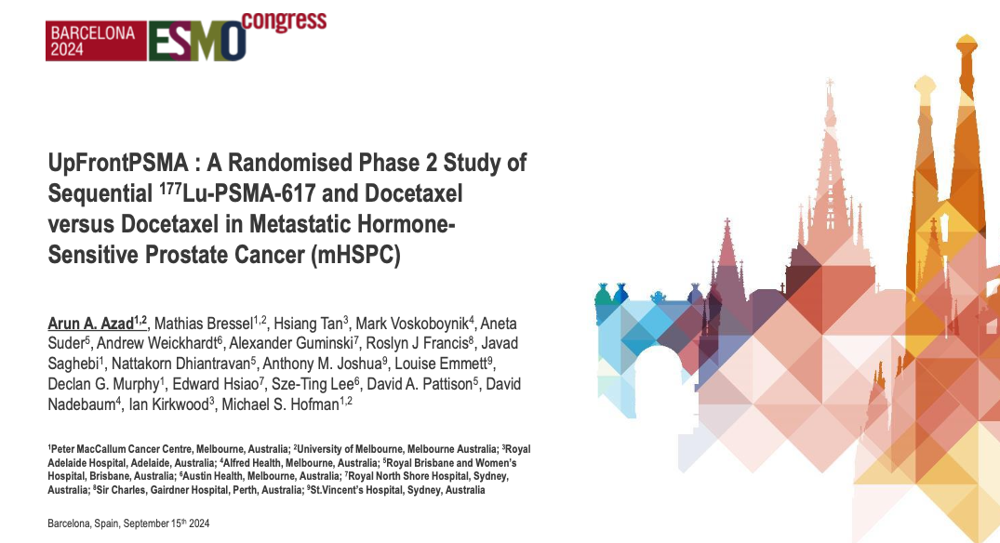 BARCELONA
2024
ESMO congress
UpFrontPSMA : A Randomised Phase 2 Study of
Sequential ¹⁷⁷Lu-PSMA-617 and Docetaxel
versus Docetaxel in Metastatic Hormone-
Sensitive Prostate Cancer (mHSPC)
Arun A. Azad¹,², Mathias Bressel¹,², Hsiang Tan³, Mark Voskoboynik⁴, Aneta
Suder⁵, Andrew Weickhardt⁶, Alexander Guminski⁷, Roslyn J Francis⁸, Javad
Saghebi¹, Nattakorn Dhiantravan⁵, Anthony M. Joshua⁹, Louise Emmett⁹,
Declan G. Murphy¹, Edward Hsiao⁷, Sze-Ting Lee⁶, David A. Pattison⁵, David
Nadebaum⁴, Ian Kirkwood³, Michael S. Hofman¹,²
¹Peter MacCallum Cancer Centre, Melbourne, Australia; ²University of Melbourne, Melbourne Australia; ³Royal
Adelaide Hospital, Adelaide, Australia; ⁴Alfred Health, Melbourne, Australia; ⁵Royal Brisbane and Women's
Hospital, Brisbane, Australia; ⁶Austin Health, Melbourne, Australia; ⁷Royal North Shore Hospital, Sydney,
Australia; ⁸Sir Charles, Gairdner Hospital, Perth, Australia; ⁹St.Vincent's Hospital, Sydney, Australia
Barcelona, Spain, September 15ᵗʰ 2024